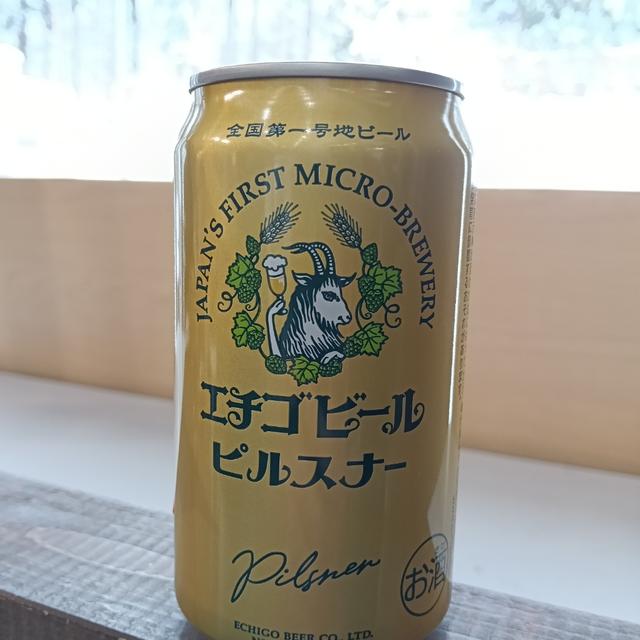 全国第一号地ビール
JAPAN'S FIRST MICRO-BREWERY
エチゴビール
ピルスナー
Pilsner
お酒
ECHIGO BEER CO., LTD.